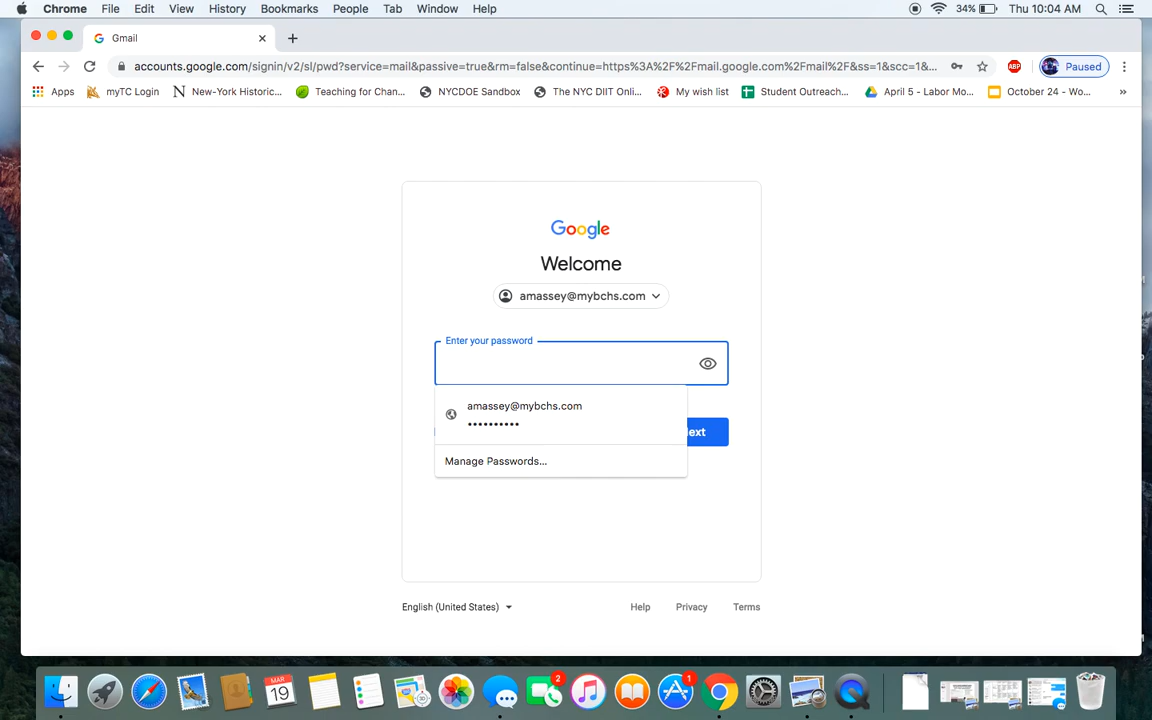 Chrome File Edit View History Bookmarks People Tab Window Help 34% Thu 10:04 AM
Gmail
accounts.google.com/signin/v2/sl/pwd?service=mail&passive=true&rm=false&continue=https%3A%2F%2Fmail.google.com%2Fmail%2F&ss=1&scc=1&... Paused
Apps myTC Login New-York Historic... Teaching for Chan... NYCDOE Sandbox The NYC DIIT Onli... My wish list Student Outreach... April 5 - Labor Mo... October 24 - Wo... »
Google
Welcome
amassey@mybchs.com
Enter your password
amassey@mybchs.com
••••••••••
ext
Manage Passwords...
English (United States) Help Privacy Terms
2 1
MAR
19